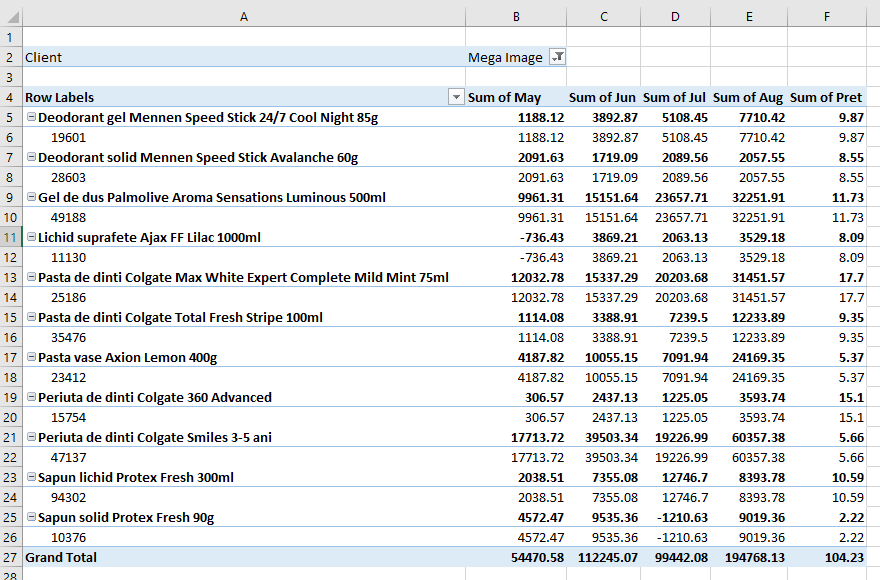 A B C D E F
1
2 Client Mega Image
3
4 Row Labels Sum of May Sum of Jun Sum of Jul Sum of Aug Sum of Pret
5 Deodorant gel Mennen Speed Stick 24/7 Cool Night 85g 1188.12 3892.87 5108.45 7710.42 9.87
6 19601 1188.12 3892.87 5108.45 7710.42 9.87
7 Deodorant solid Mennen Speed Stick Avalanche 60g 2091.63 1719.09 2089.56 2057.55 8.55
8 28603 2091.63 1719.09 2089.56 2057.55 8.55
9 Gel de dus Palmolive Aroma Sensations Luminous 500ml 9961.31 15151.64 23657.71 32251.91 11.73
10 49188 9961.31 15151.64 23657.71 32251.91 11.73
11 Lichid suprafete Ajax FF Lilac 1000ml -736.43 3869.21 2063.13 3529.18 8.09
12 11130 -736.43 3869.21 2063.13 3529.18 8.09
13 Pasta de dinti Colgate Max White Expert Complete Mild Mint 75ml 12032.78 15337.29 20203.68 31451.57 17.7
14 25186 12032.78 15337.29 20203.68 31451.57 17.7
15 Pasta de dinti Colgate Total Fresh Stripe 100ml 1114.08 3388.91 7239.5 12233.89 9.35
16 35476 1114.08 3388.91 7239.5 12233.89 9.35
17 Pasta vase Axion Lemon 400g 4187.82 10055.15 7091.94 24169.35 5.37
18 23412 4187.82 10055.15 7091.94 24169.35 5.37
19 Periuta de dinti Colgate 360 Advanced 306.57 2437.13 1225.05 3593.74 15.1
20 15754 306.57 2437.13 1225.05 3593.74 15.1
21 Periuta de dinti Colgate Smiles 3-5 ani 17713.72 39503.34 19226.99 60357.38 5.66
22 47137 17713.72 39503.34 19226.99 60357.38 5.66
23 Sapun lichid Protex Fresh 300ml 2038.51 7355.08 12746.7 8393.78 10.59
24 94302 2038.51 7355.08 12746.7 8393.78 10.59
25 Sapun solid Protex Fresh 90g 4572.47 9535.36 -1210.63 9019.36 2.22
26 10376 4572.47 9535.36 -1210.63 9019.36 2.22
27 Grand Total 54470.58 112245.07 99442.08 194768.13 104.23
28